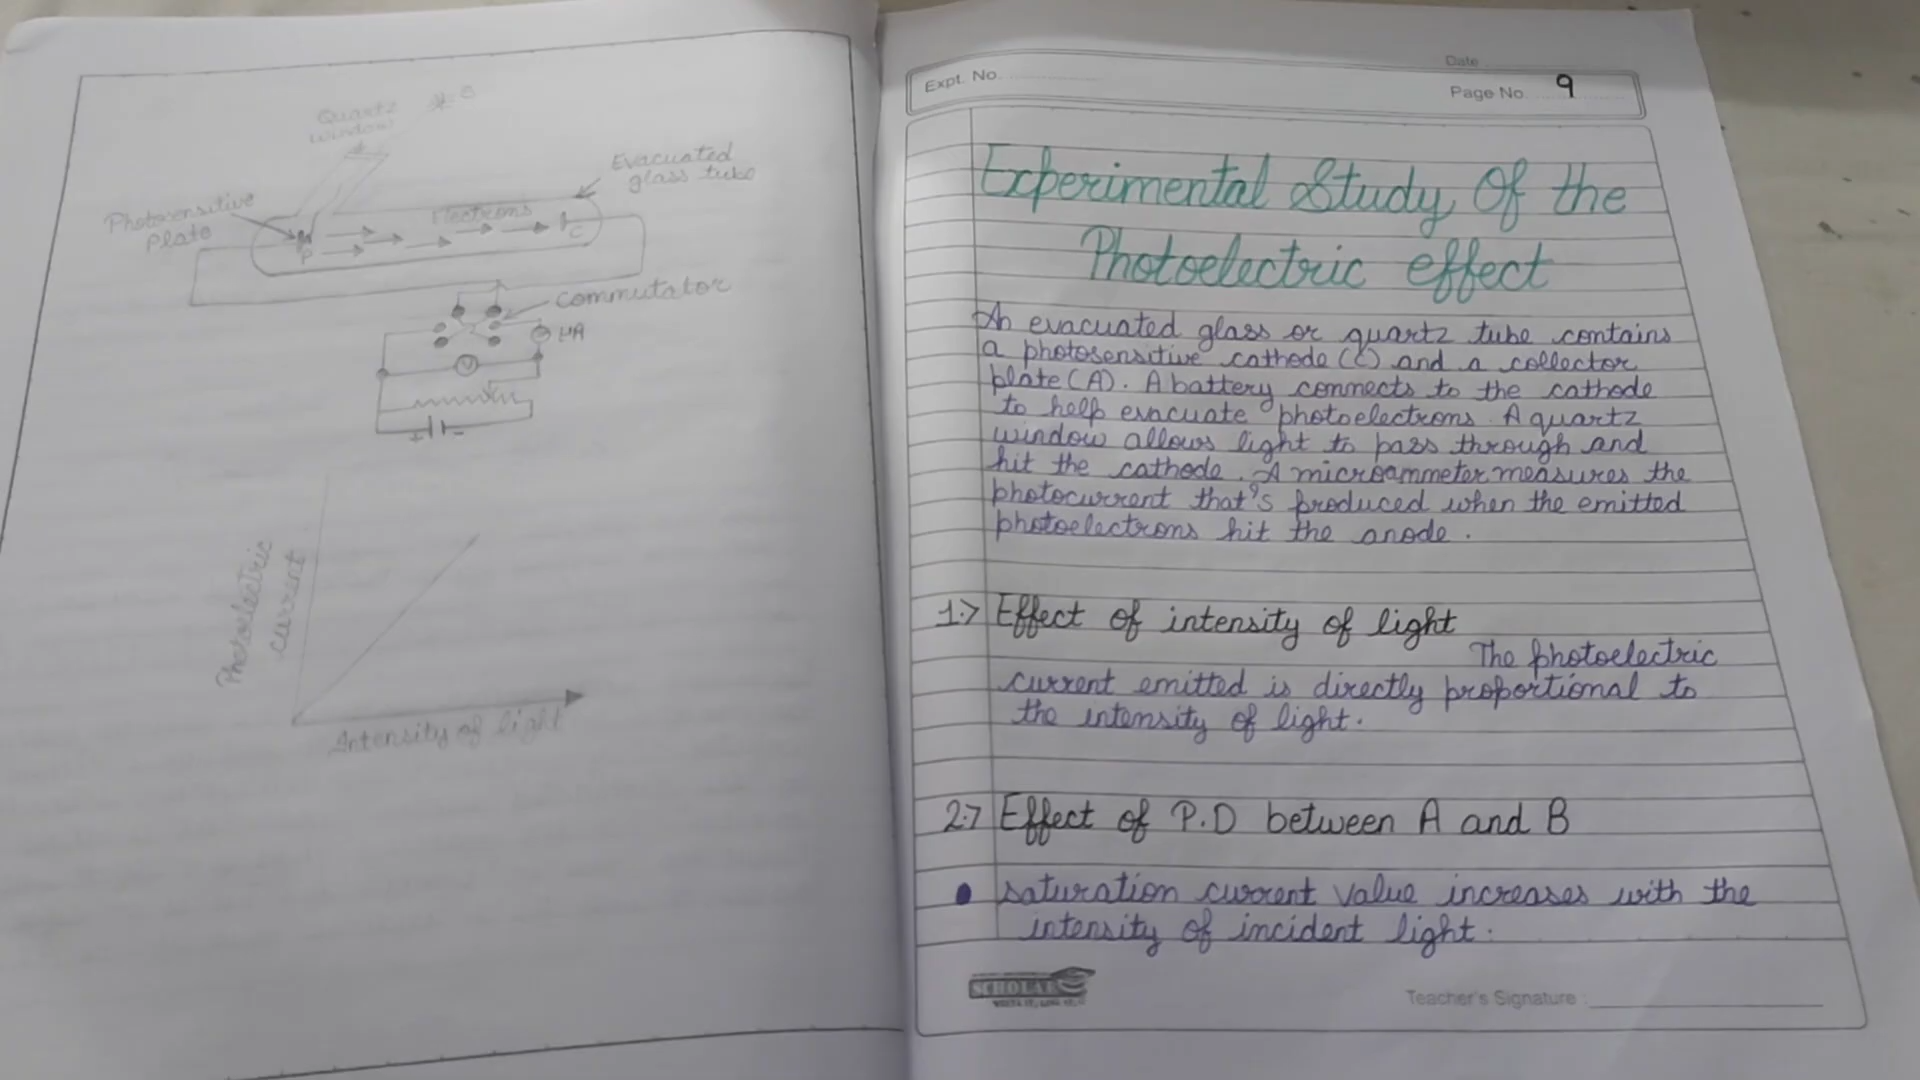 Quartz
window
Evacuated
glass tube
Photosensitive
Plate
Electrons
P
C
Commutator
μA
V
+ -
Photoelectric
current
Intensity of light
Expt. No.
Date
Page No. 9
Experimental Study Of the
Photoelectric effect
An evacuated glass or quartz tube contains
a photosensitive cathode (C) and a collector
plate (A). A battery connects to the cathode
to help evacuate photoelectrons. A quartz
window allows light to pass through and
hit the cathode. A microammeter measures the
photocurrent that's produced when the emitted
photoelectrons hit the anode.
1.> Effect of intensity of light
The photoelectric
current emitted is directly proportional to
the intensity of light.
2.> Effect of P.D between A and B
• saturation current value increases with the
intensity of incident light.
SCHOLAR
Teacher's Signature :